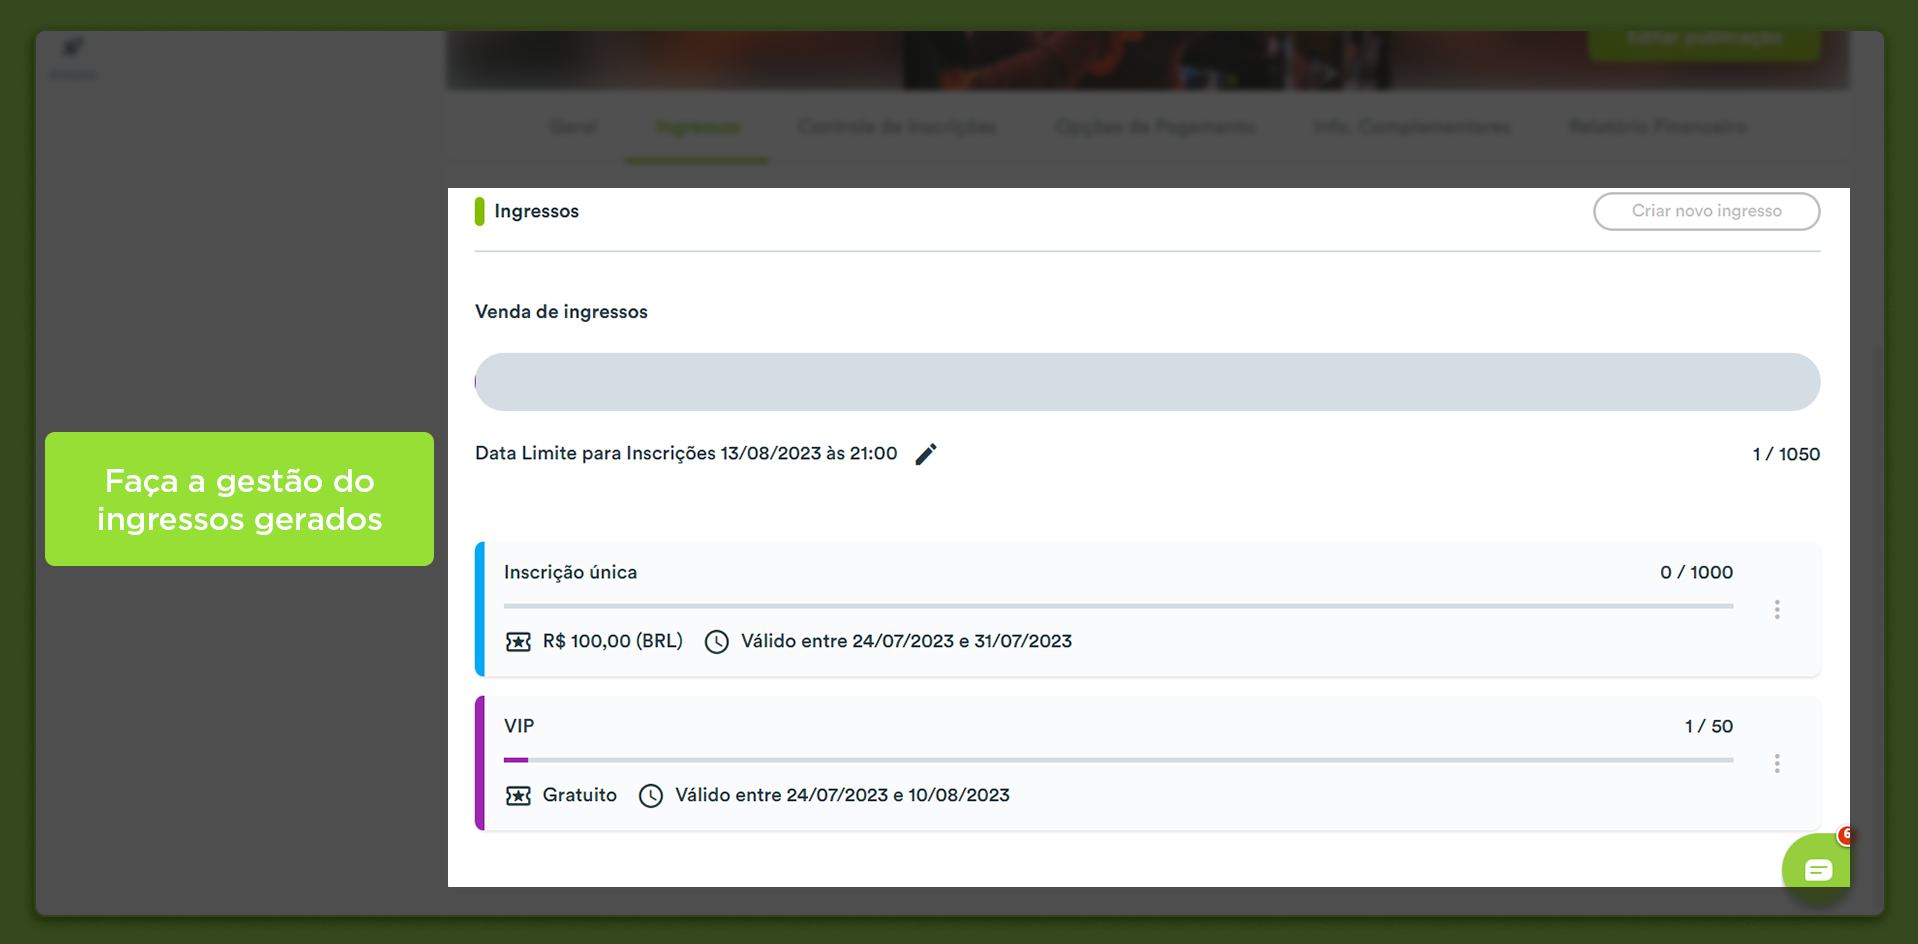 Editar publicação
Geral
Ingressos
Controle de Inscrições
Opções de Pagamento
Info. Complementares
Relatório Financeiro
Ingressos
Criar novo ingresso
Venda de ingressos
Data Limite para Inscrições 13/08/2023 às 21:00
1 / 1050
Faça a gestão do
ingressos gerados
Inscrição única
0 / 1000
R$ 100,00 (BRL)
Válido entre 24/07/2023 e 31/07/2023
VIP
1 / 50
Gratuito
Válido entre 24/07/2023 e 10/08/2023
6